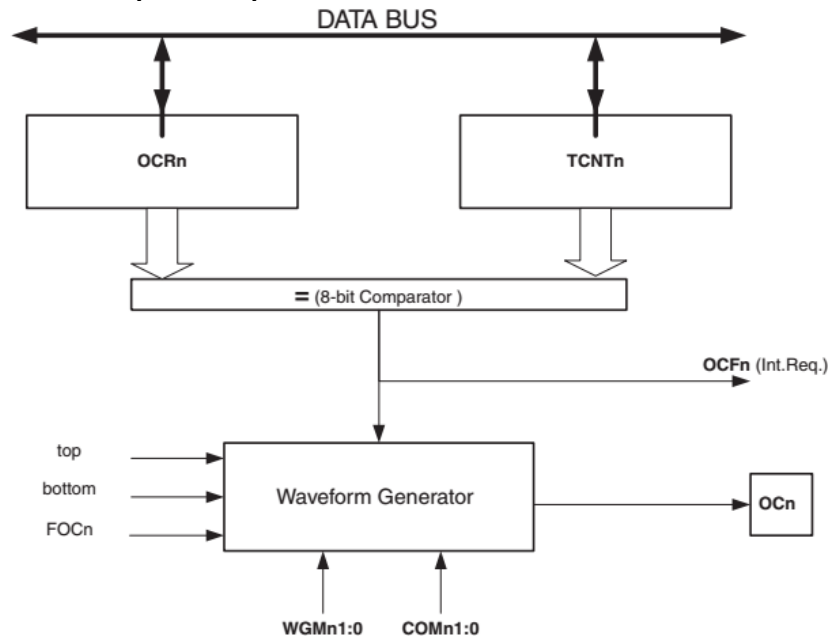 DATA BUS
OCRn
TCNTn
= (8-bit Comparator )
OCFn (Int.Req.)
top
bottom
FOCn
Waveform Generator
OCn
WGMn1:0
COMn1:0